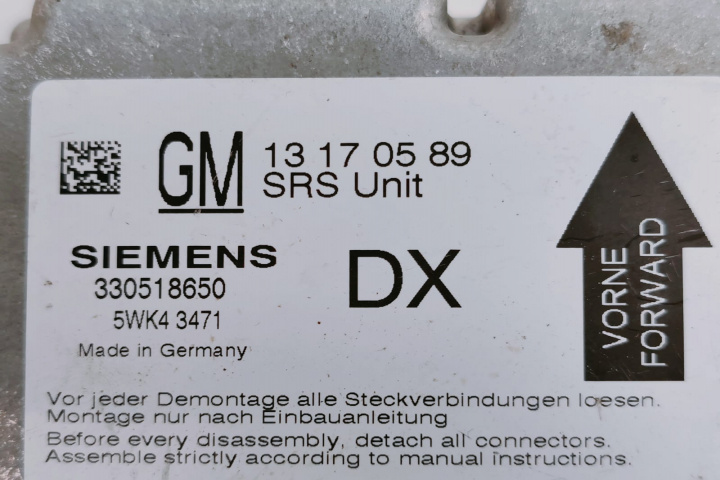 GM 13 17 05 89
SRS Unit
SIEMENS
330518650
DX
5WK4 3471
Made in Germany
VORNE
FORWARD
Vor jeder Demontage alle Steckverbindungen loesen.
Montage nur nach Einbauanleitung
Before every disassembly, detach all connectors.
Assemble strictly according to manual instructions.